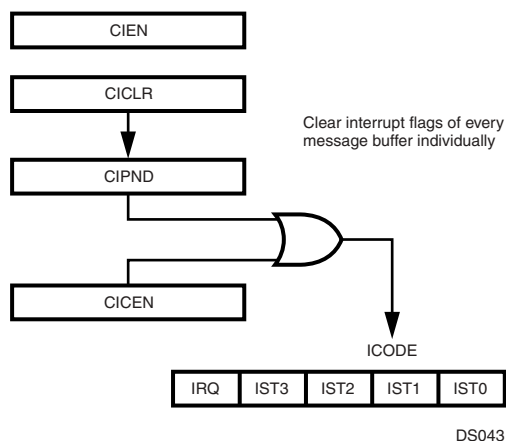 CIEN
CICLR
Clear interrupt flags of every
message buffer individually
CIPND
CICEN
ICODE
IRQ IST3 IST2 IST1 IST0
DS043